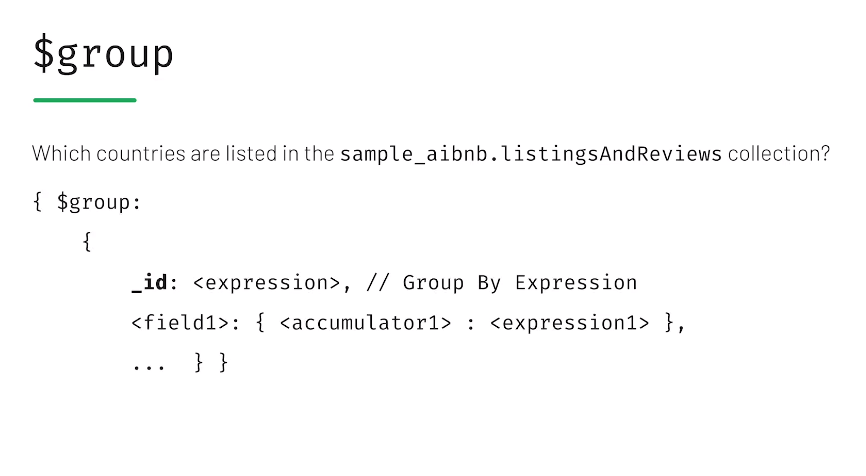 $group
Which countries are listed in the sample_aibnb.listingsAndReviews collection?
{ $group:
{
_id: <expression>, // Group By Expression
<field1>: { <accumulator1> : <expression1> },
... } }